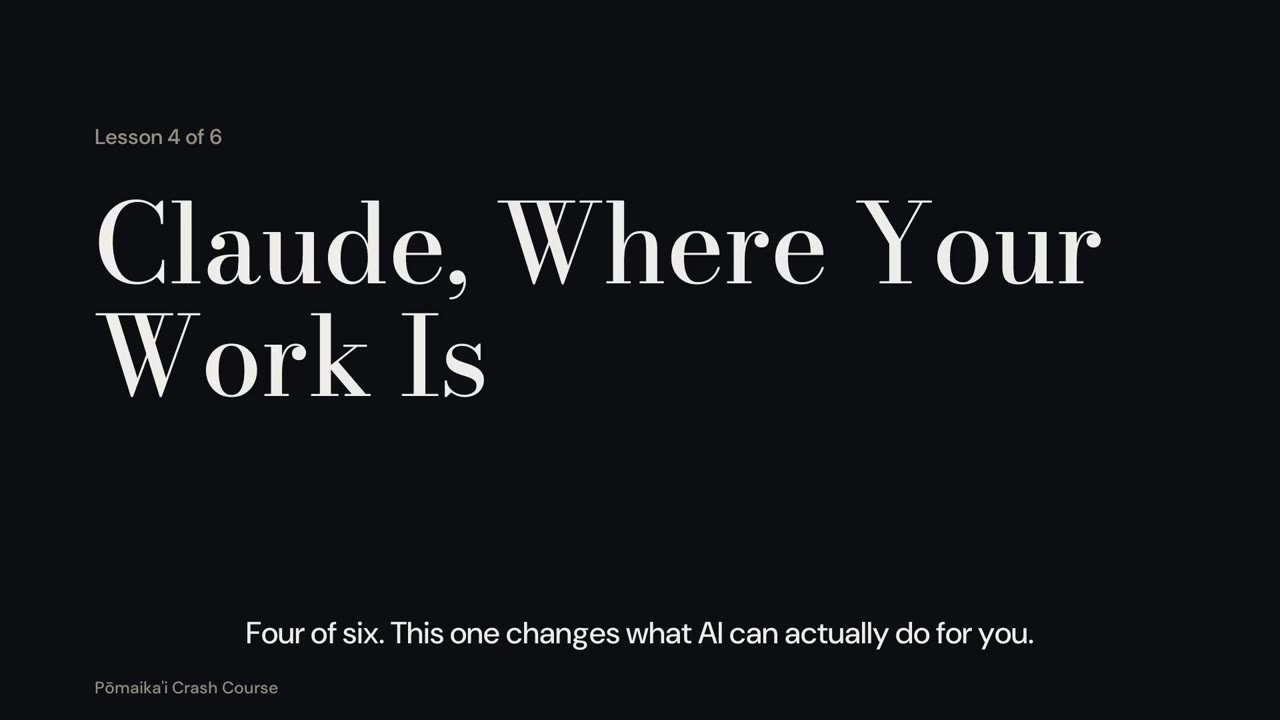 Lesson 4 of 6
Claude, Where Your
Work Is
Four of six. This one changes what AI can actually do for you.
Pōmaika'i Crash Course